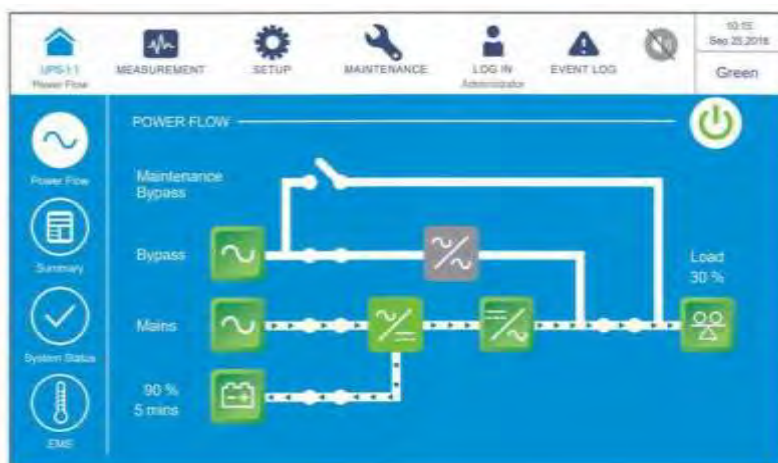 10:15
Sep 25,2018
UPS-1-1
Power Flow
MEASUREMENT
SETUP
MAINTENANCE
LOG IN
Administrator
EVENT LOG
Green
POWER FLOW
Power Flow
Maintenance
Bypass
Summary
Bypass
Load
30 %
Mains
System Status
90 %
5 mins
EMS